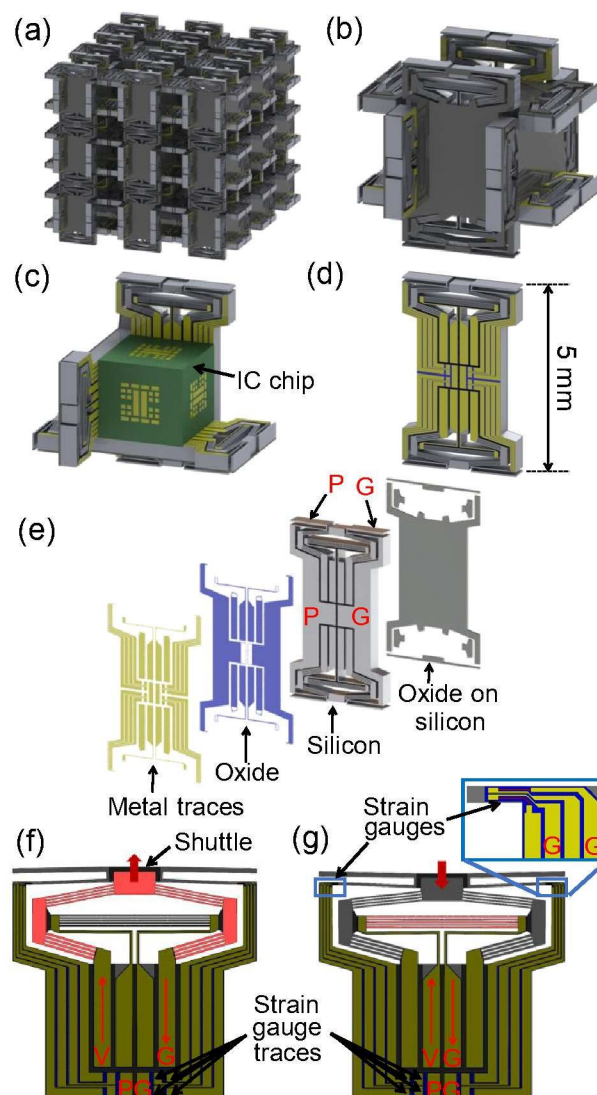 (a)
(b)
(c)
IC chip
(d)
5 mm
(e)
P G
P G
Oxide on
silicon
Silicon
Oxide
Metal traces
Strain
gauges
G
G
(f)
Shuttle
(g)
V
G
Strain
gauge
traces
V G
PG
PG